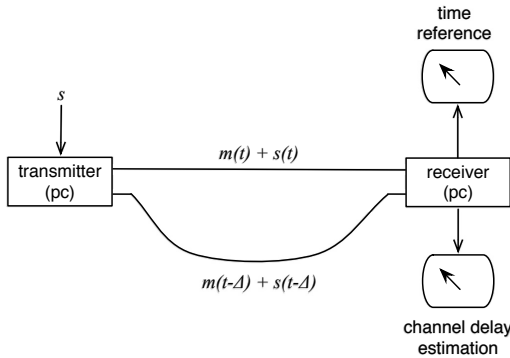 time
reference
s
m(t) + s(t)
transmitter
(pc)
receiver
(pc)
m(t-Δ) + s(t-Δ)
channel delay
estimation